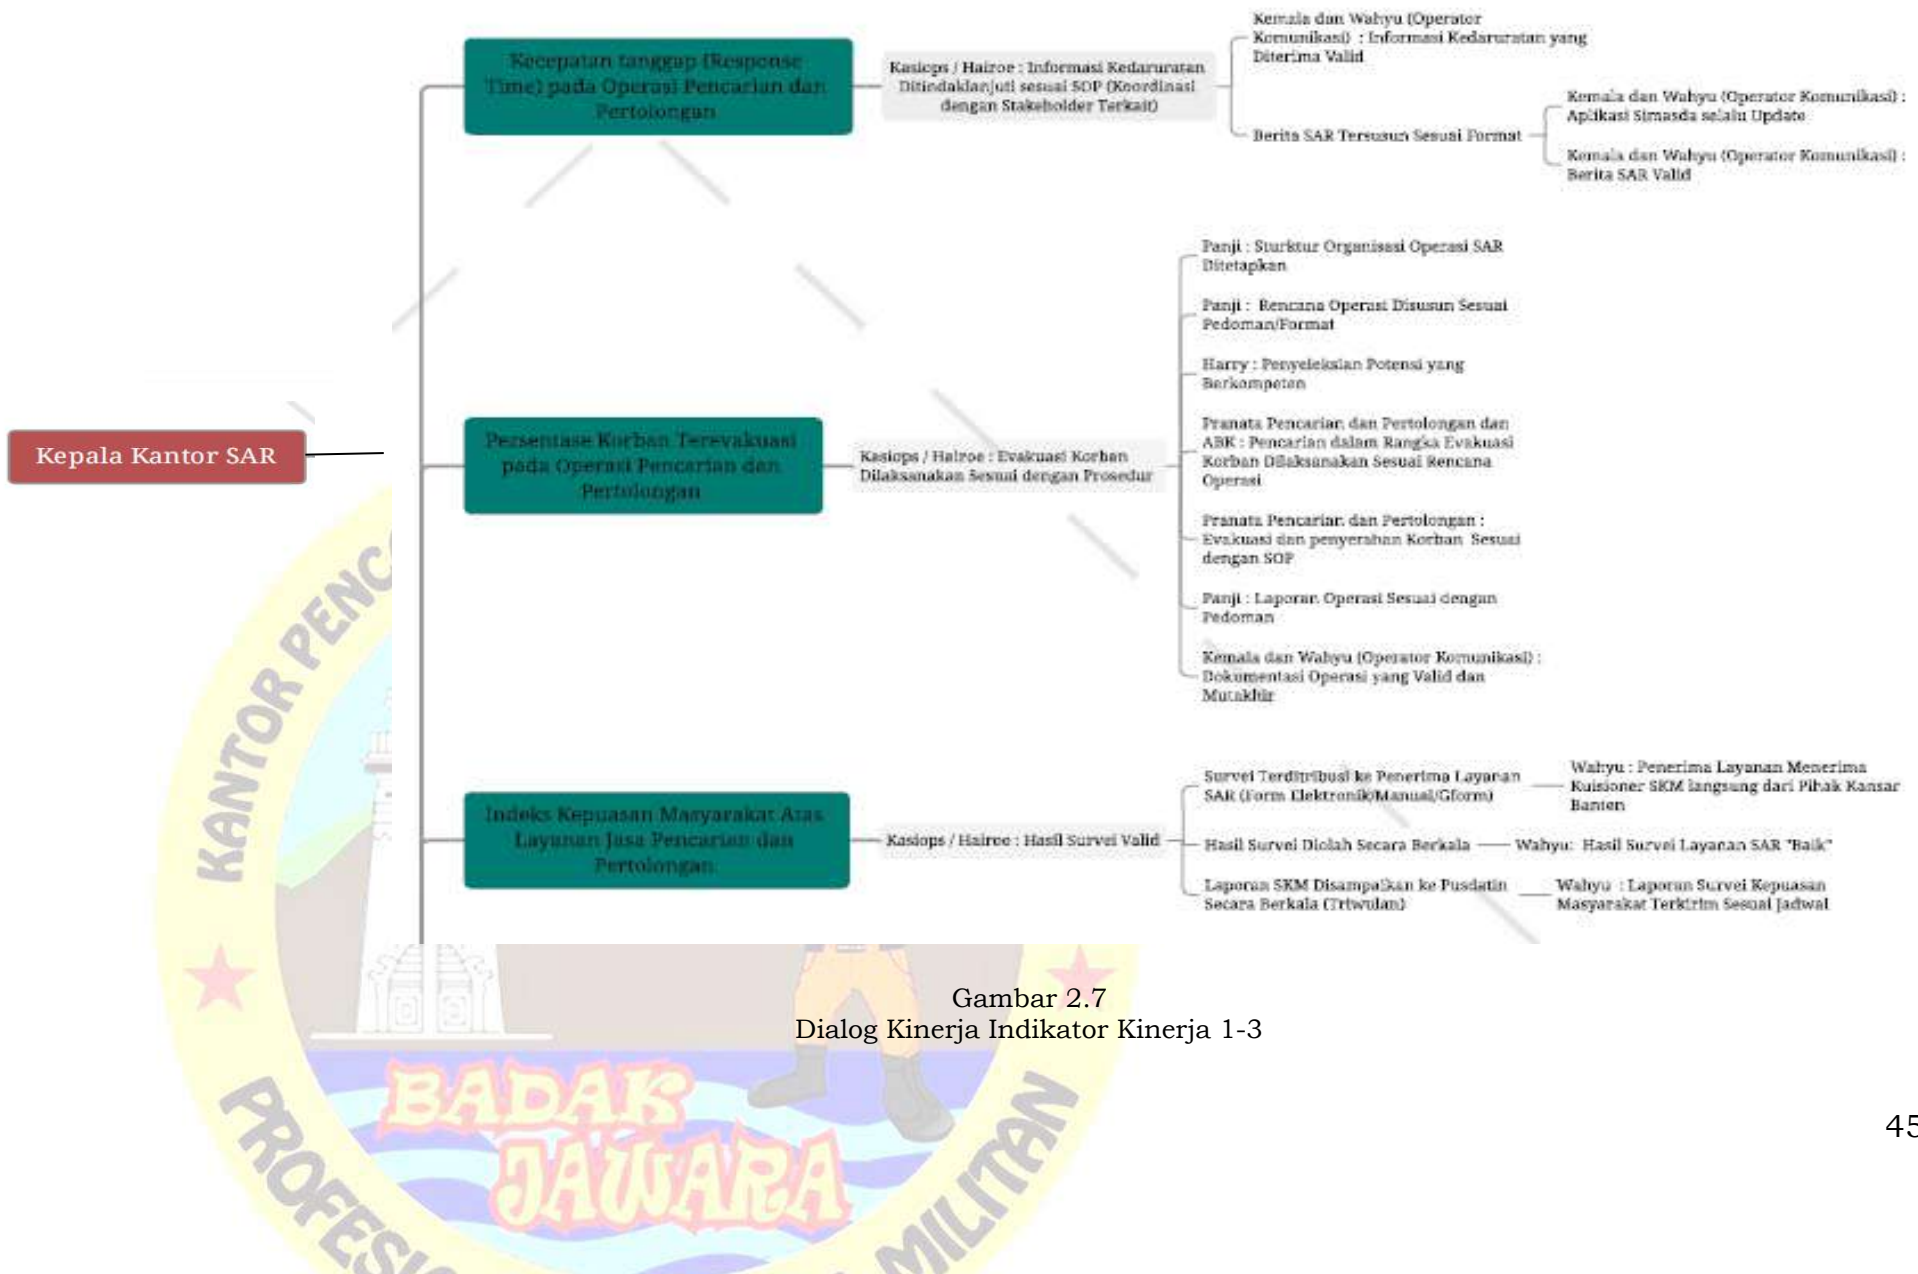 Kepala Kantor SAR
Kecepatan tanggap (Response
Time) pada Operasi Pencarian dan
Pertolongan
Kasiops / Hairoe : Informasi Kedaruratan
Ditindaklanjuti sesuai SOP (Koordinasi
dengan Stakeholder Terkait)
Kemala dan Wahyu (Operator
Komunikasi) : Informasi Kedaruratan yang
Diterima Valid
Berita SAR Tersusun Sesuai Format
Kemala dan Wahyu (Operator Komunikasi) :
Aplikasi Simasda selalu Update
Kemala dan Wahyu (Operator Komunikasi) :
Berita SAR Valid
Persentase Korban Terevakuasi
pada Operasi Pencarian dan
Pertolongan
Kasiops / Hairoe : Evakuasi Korban
Dilaksanakan Sesuai dengan Prosedur
Panji : Sturktur Organisasi Operasi SAR
Ditetapkan
Panji : Rencana Operasi Disusun Sesuai
Pedoman/Format
Harry : Penyeleksian Potensi yang
Berkompeten
Pranata Pencarian dan Pertolongan dan
ABK : Pencarian dalam Rangka Evakuasi
Korban Dilaksanakan Sesuai Rencana
Operasi
Pranata Pencarian dan Pertolongan :
Evakuasi dan penyerahan Korban Sesuai
dengan SOP
Panji : Laporan Operasi Sesuai dengan
Pedoman
Kemala dan Wahyu (Operator Komunikasi) :
Dokumentasi Operasi yang Valid dan
Mutakhir
Indeks Kepuasan Masyarakat Atas
Layanan Jasa Pencarian dan
Pertolongan
Kasiops / Hairoe : Hasil Survei Valid
Survei Terditribusi ke Penerima Layanan
SAR (Form Elektronik/Manual/Gform)
Wahyu : Penerima Layanan Menerima
Kuisioner SKM langsung dari Pihak Kansar
Banten
Hasil Survei Diolah Secara Berkala
Wahyu: Hasil Survei Layanan SAR "Baik"
Laporan SKM Disampaikan ke Pusdatin
Secara Berkala (Triwulan)
Wahyu : Laporan Survei Kepuasan
Masyarakat Terkirim Sesuai Jadwal
Gambar 2.7
Dialog Kinerja Indikator Kinerja 1-3
45
KANTOR PENC
BADAK
JAWARA
PROFESI
MILITAN